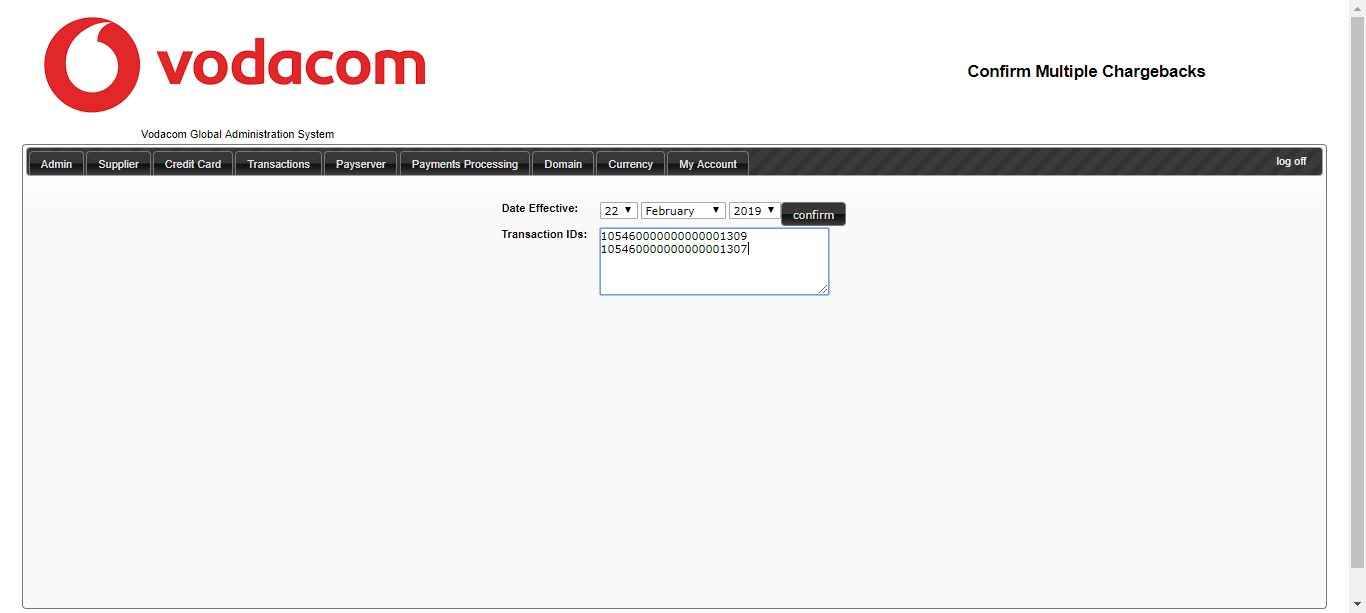 vodacom
Confirm Multiple Chargebacks
Vodacom Global Administration System
Admin Supplier Credit Card Transactions Payserver Payments Processing Domain Currency My Account log off
Date Effective: 22 February 2019 confirm
Transaction IDs: 105460000000000001309
105460000000000001307